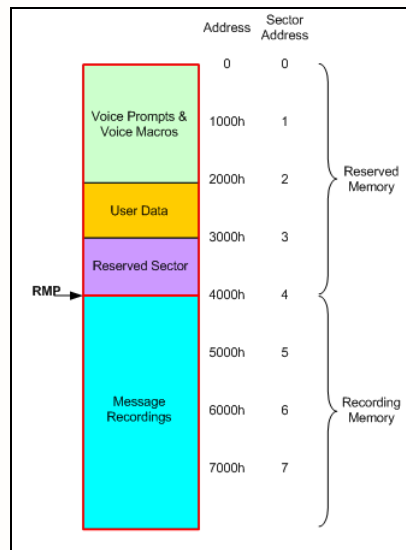 Address
Sector
Address
0 0
Voice Prompts &
Voice Macros
1000h 1
2000h 2
Reserved
Memory
User Data
3000h 3
Reserved Sector
RMP
4000h 4
5000h 5
Message
Recordings
6000h 6
Recording
Memory
7000h 7